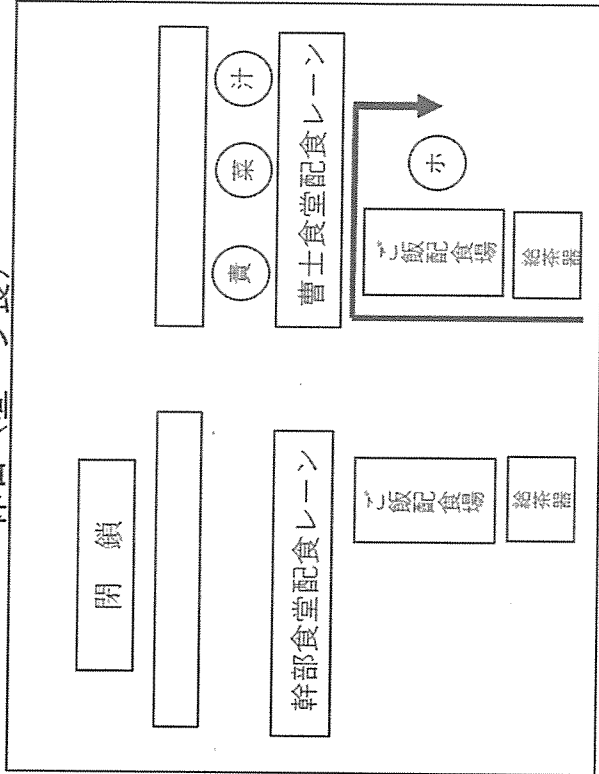 閉 鎖
責
菜
汁
幹部食堂配食レーン
曹士食堂配食レーン
ご飯配食場
ご飯配食場
ホ
給茶器
給茶器